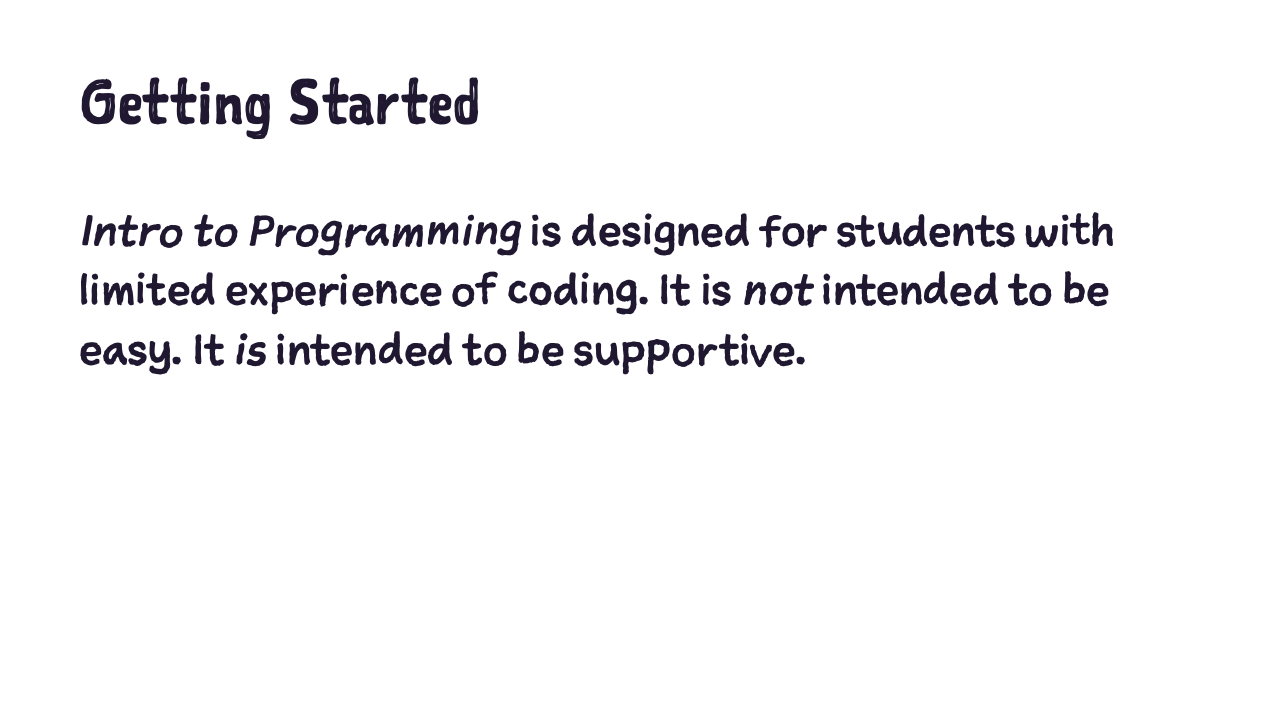 Getting Started
Intro to Programming is designed for students with
limited experience of coding. It is not intended to be
easy. It is intended to be supportive.